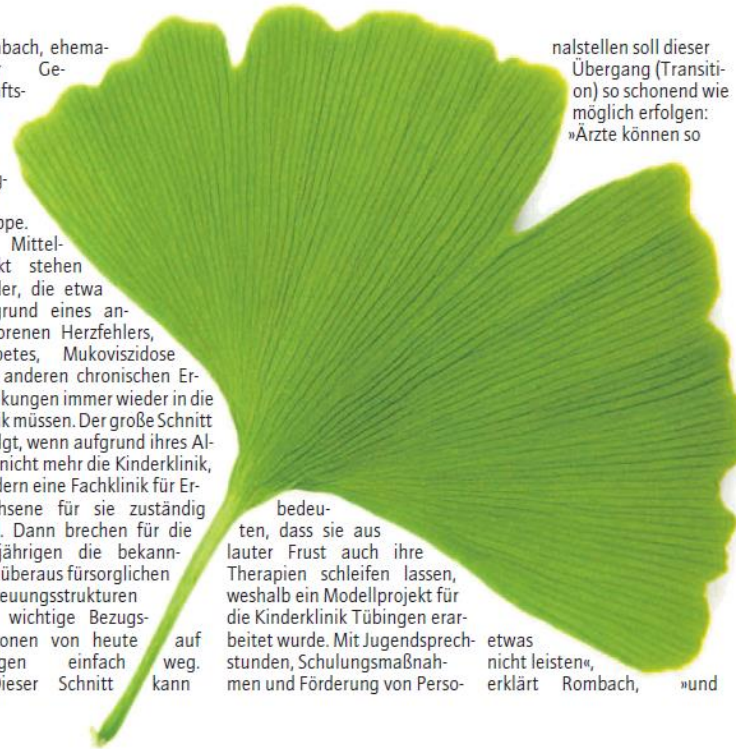 nbach, ehema-
Ge-
fts-
g-
ppe.
Mittel-
kt stehen
der, die etwa
grund eines an-
orenen Herzfehlers,
betes, Mukoviszidose
anderen chronischen Er-
kungen immer wieder in die
k müssen. Der große Schnitt
lgt, wenn aufgrund ihres Al-
nicht mehr die Kinderklinik,
dern eine Fachklinik für Er-
chsene für sie zuständig
. Dann brechen für die
jährigen die bekann-
überaus fürsorglichen
euungsstrukturen
wichtige Bezugs-
onen von heute auf
gen einfach weg.
Dieser Schnitt kann
bedeu-
ten, dass sie aus
lauter Frust auch ihre
Therapien schleifen lassen,
weshalb ein Modellprojekt für
die Kinderklinik Tübingen erar-
beitet wurde. Mit Jugendsprech-
stunden, Schulungsmaßnah-
men und Förderung von Perso-
nalstellen soll dieser
Übergang (Transiti-
on) so schonend wie
möglich erfolgen:
»Ärzte können so
etwas
nicht leisten«,
erklärt Rombach, »und